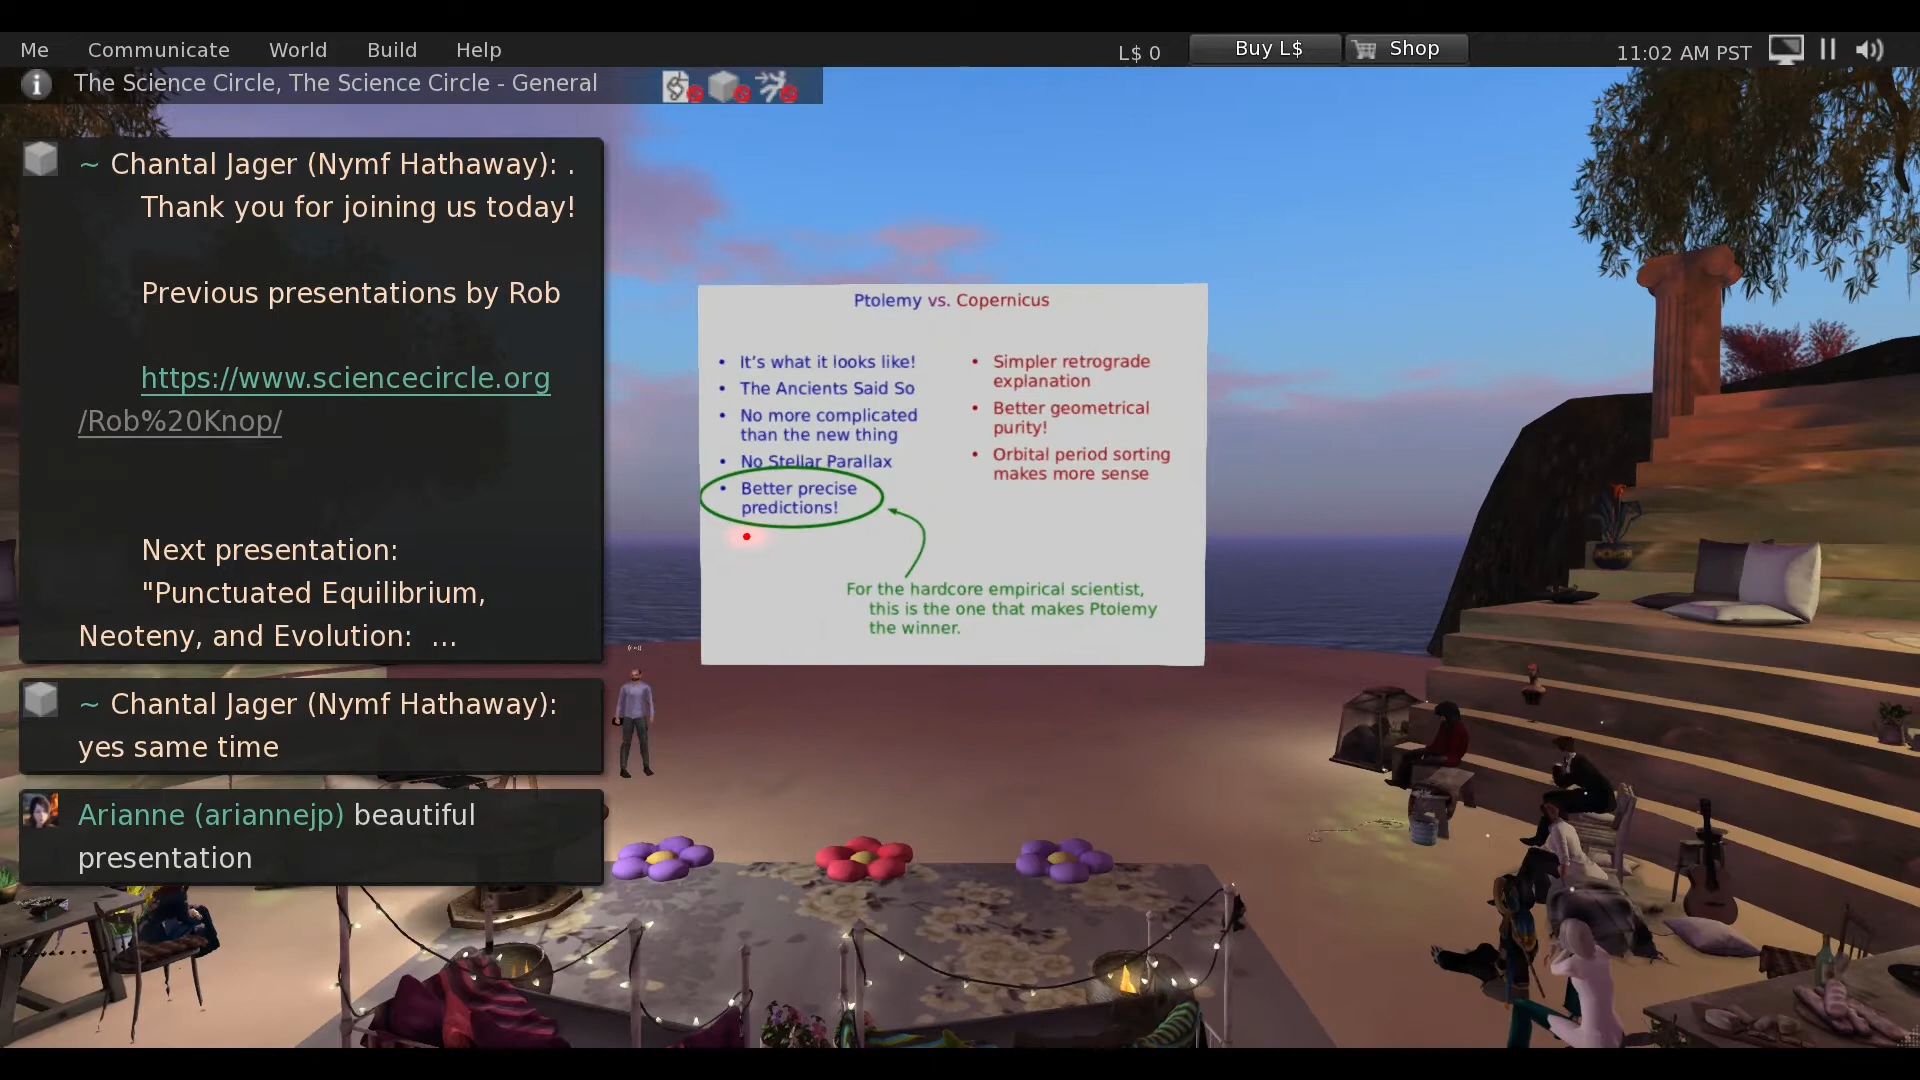 Me Communicate World Build Help L$ 0 Buy L$ Shop 11:02 AM PST
The Science Circle, The Science Circle - General
~ Chantal Jager (Nymf Hathaway): .
Thank you for joining us today!
Previous presentations by Rob
https://www.sciencecircle.org
/Rob%20Knop/
Next presentation:
"Punctuated Equilibrium,
Neoteny, and Evolution: ...
~ Chantal Jager (Nymf Hathaway):
yes same time
Arianne (ariannejp) beautiful
presentation
Ptolemy vs. Copernicus
• It's what it looks like!
• The Ancients Said So
• No more complicated
than the new thing
• No Stellar Parallax
• Better precise
predictions!
• Simpler retrograde
explanation
• Better geometrical
purity!
• Orbital period sorting
makes more sense
For the hardcore empirical scientist,
this is the one that makes Ptolemy
the winner.